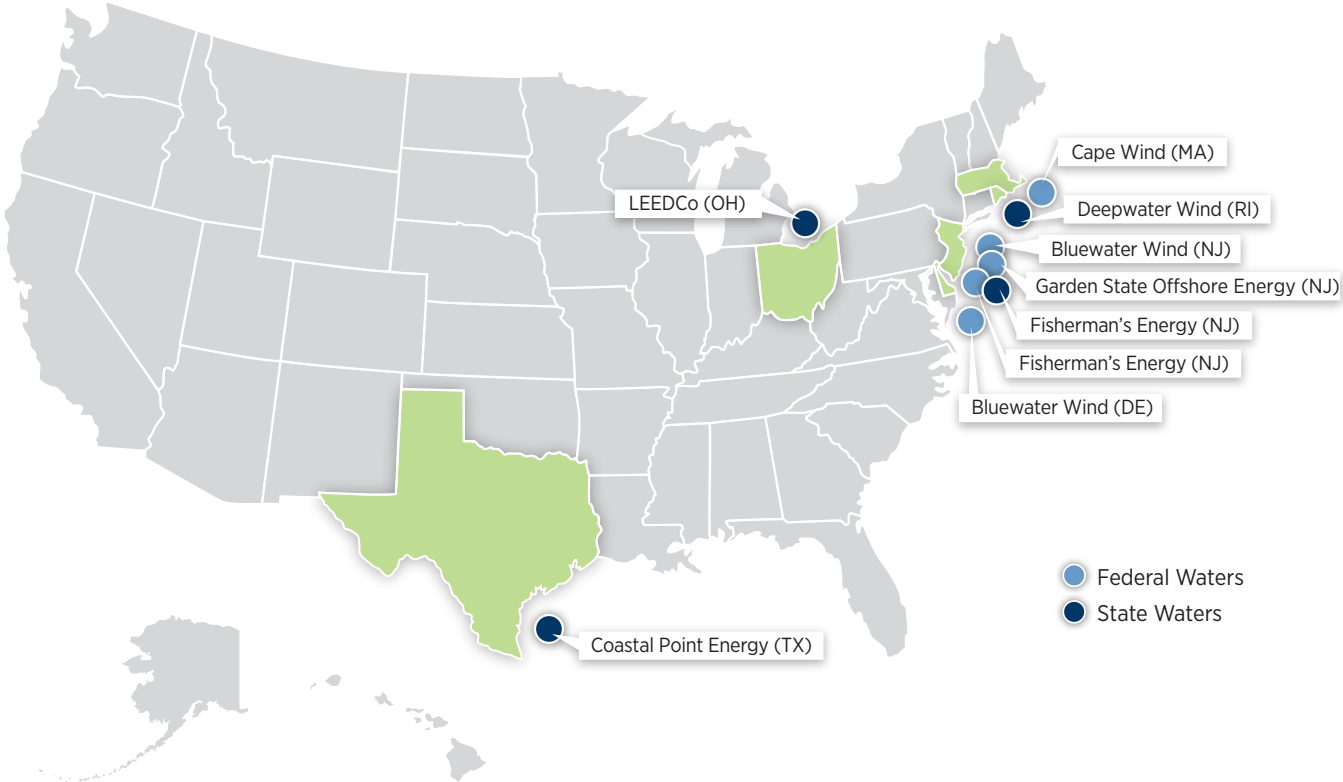 Cape Wind (MA)
LEEDCo (OH)
Deepwater Wind (RI)
Bluewater Wind (NJ)
Garden State Offshore Energy (NJ)
Fisherman’s Energy (NJ)
Fisherman’s Energy (NJ)
Bluewater Wind (DE)
Federal Waters
State Waters
Coastal Point Energy (TX)